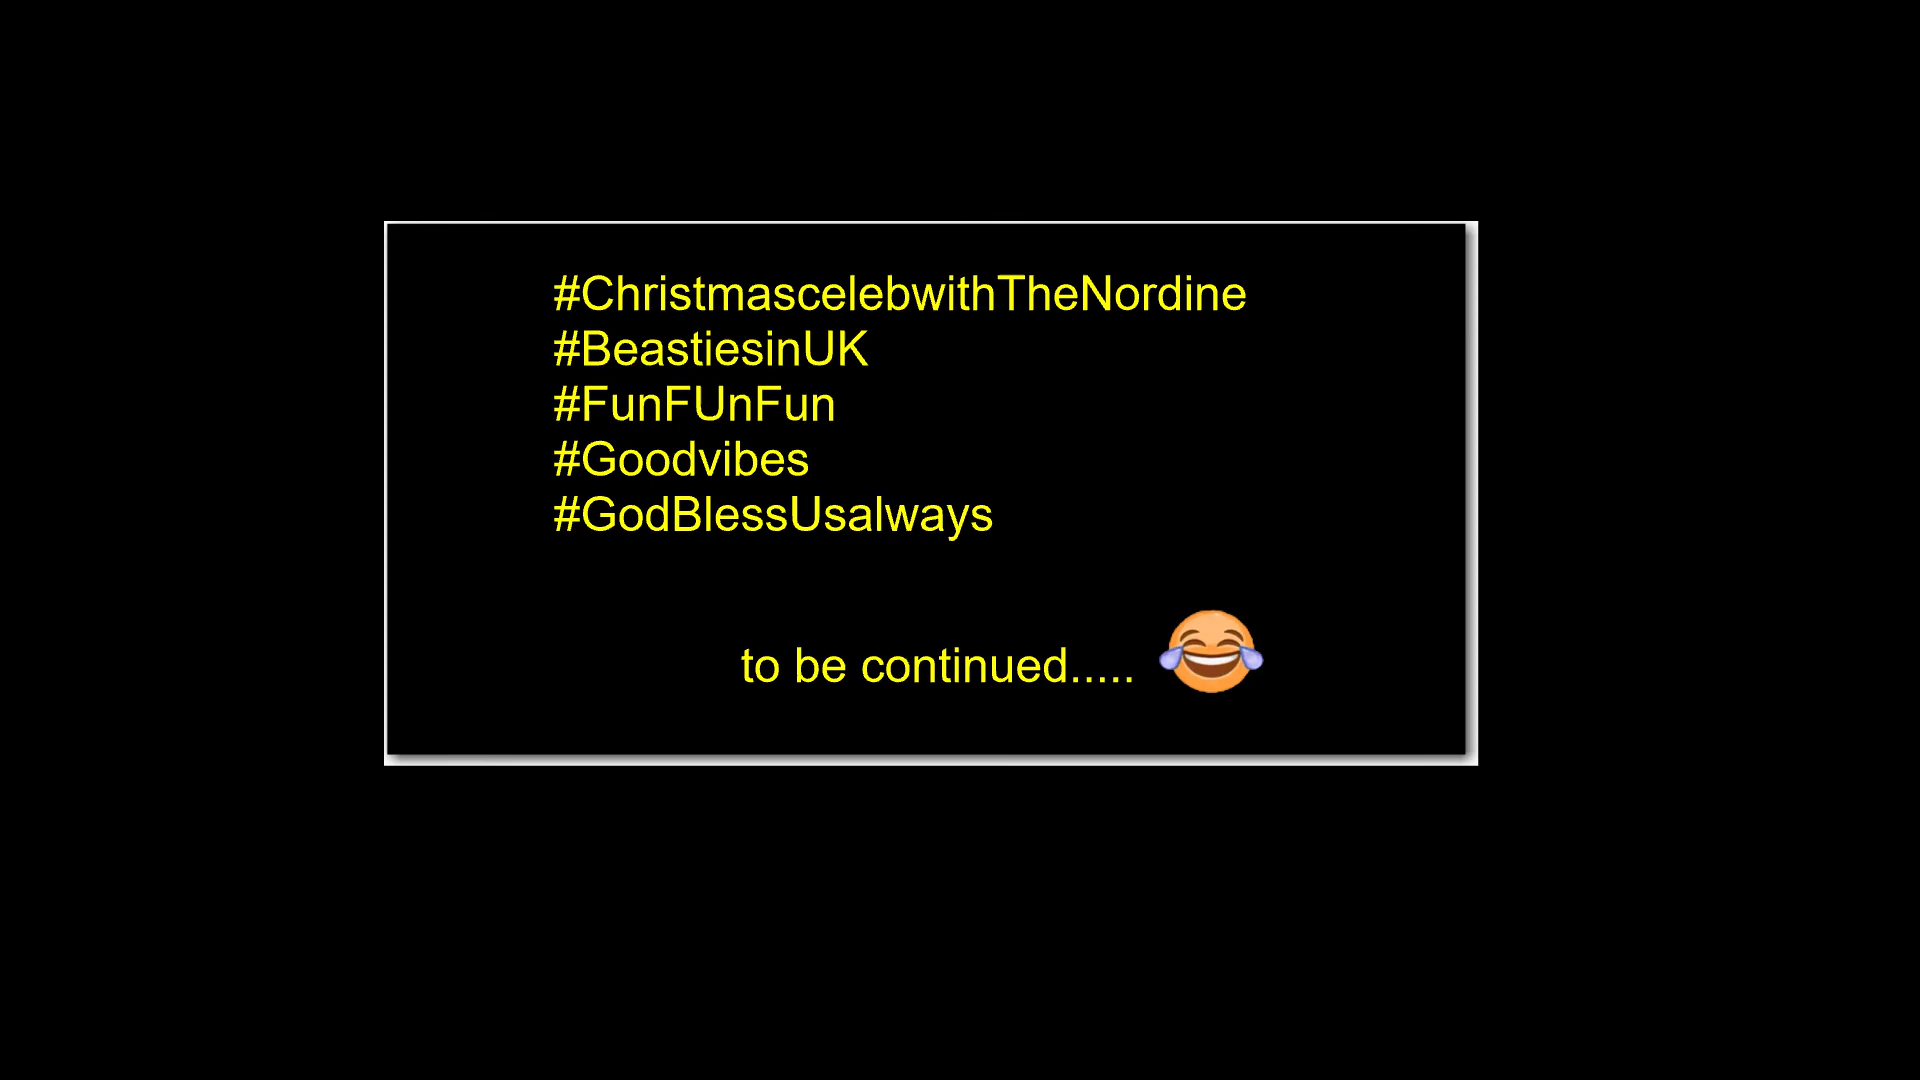 #ChristmascelebwithTheNordine
#BeastiesinUK
#FunFUnFun
#Goodvibes
#GodBlessUsalways
to be continued.....